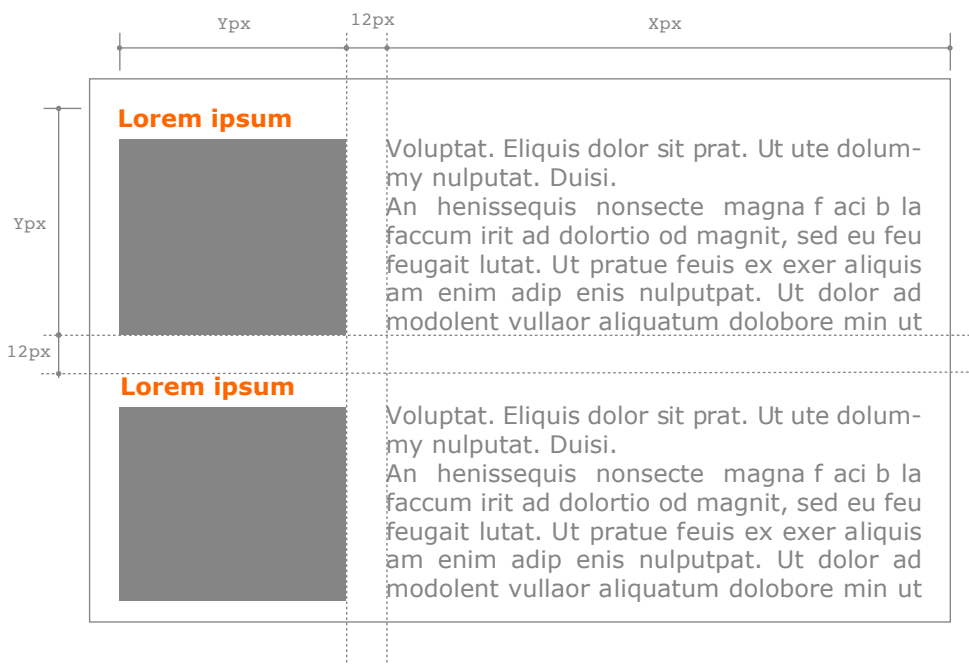 Ypx
12px
Xpx
Lorem ipsum
Voluptat. Eliquis dolor sit prat. Ut ute dolum-
my nulputat. Duisi.
An henissequis nonsecte magna f aci b la
faccum irit ad dolortio od magnit, sed eu feu
feugait lutat. Ut pratue feuis ex exer aliquis
am enim adip enis nulputpat. Ut dolor ad
modolent vullaor aliquatum dolobore min ut
Ypx
12px
Lorem ipsum
Voluptat. Eliquis dolor sit prat. Ut ute dolum-
my nulputat. Duisi.
An henissequis nonsecte magna f aci b la
faccum irit ad dolortio od magnit, sed eu feu
feugait lutat. Ut pratue feuis ex exer aliquis
am enim adip enis nulputpat. Ut dolor ad
modolent vullaor aliquatum dolobore min ut